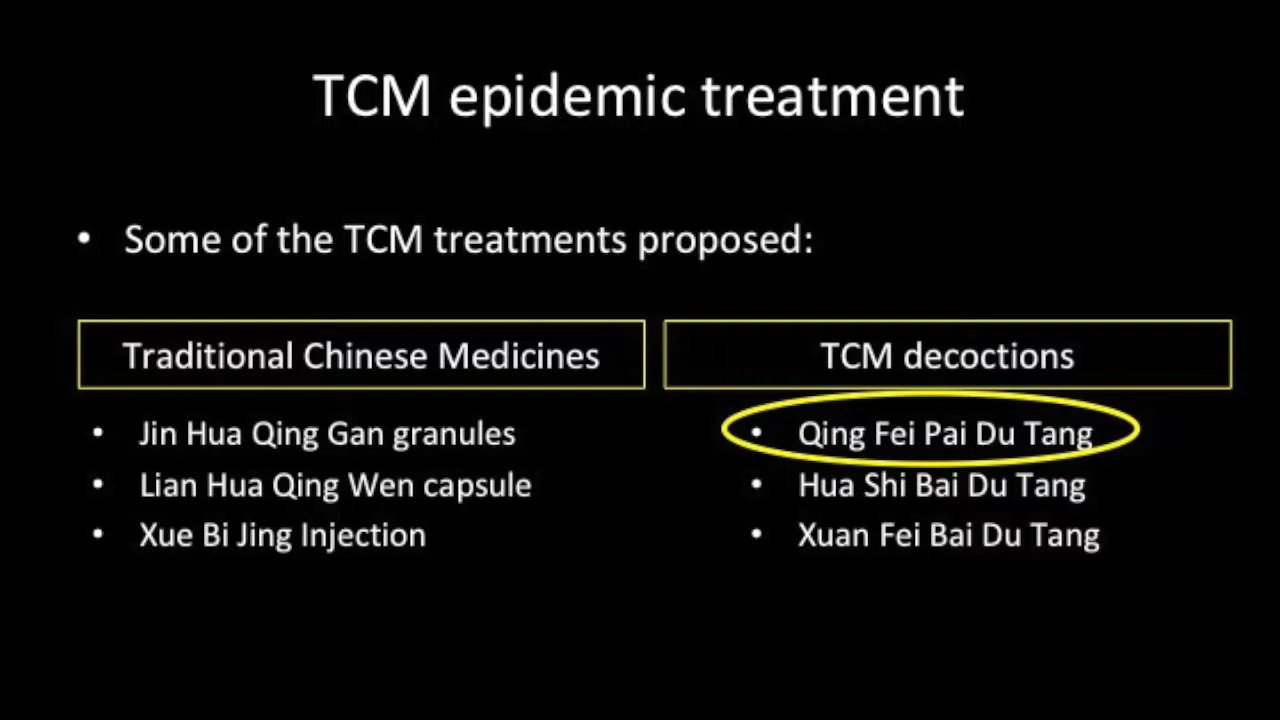 TCM epidemic treatment
• Some of the TCM treatments proposed:
Traditional Chinese Medicines
• Jin Hua Qing Gan granules
• Lian Hua Qing Wen capsule
• Xue Bi Jing Injection
TCM decoctions
• Qing Fei Pai Du Tang
• Hua Shi Bai Du Tang
• Xuan Fei Bai Du Tang